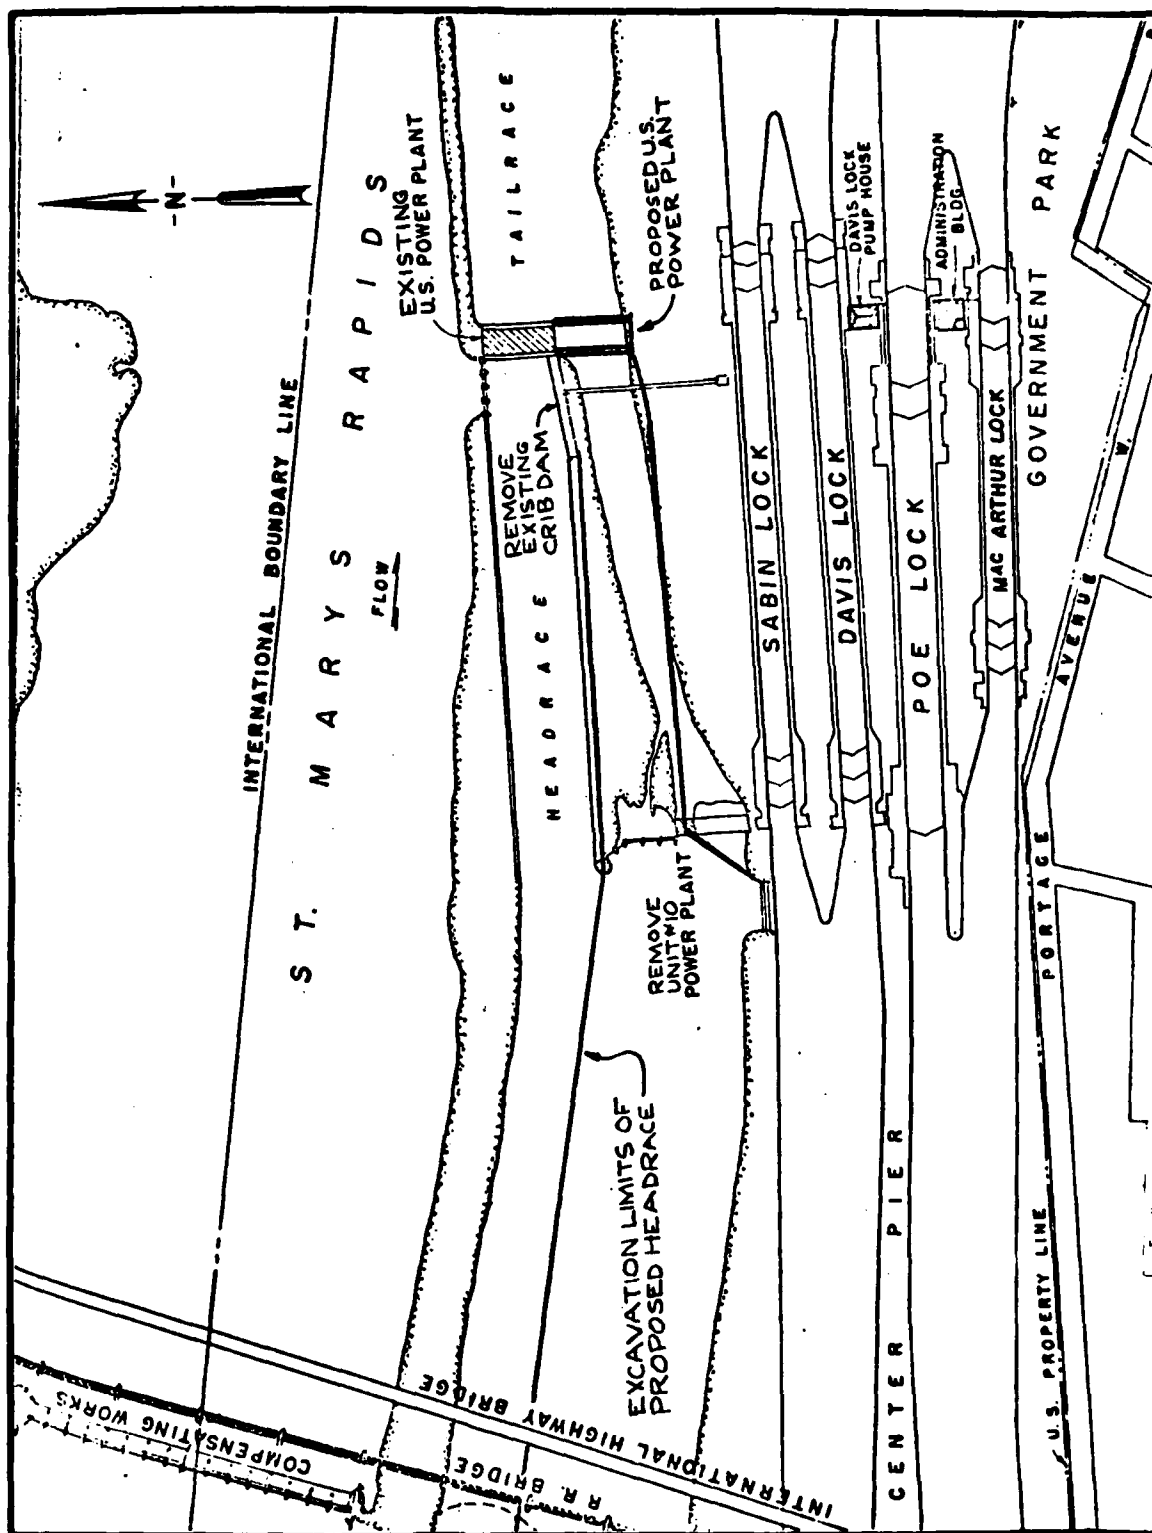 -N-
INTERNATIONAL BOUNDARY LINE
ST. MARYS RAPIDS
FLOW
EXISTING
U.S. POWER PLANT
TAILRACE
PROPOSED U.S.
POWER PLANT
REMOVE
EXISTING
CRIB DAM
HEADRACE
REMOVE
UNIT #10
POWER PLANT
EXCAVATION LIMITS OF
PROPOSED HEADRACE
COMPENSATING WORKS
R.R. BRIDGE
INTERNATIONAL HIGHWAY BRIDGE
SABIN LOCK
DAVIS LOCK
DAVIS LOCK
PUMP HOUSE
POE LOCK
ADMINISTRATION
BLDG
MAC ARTHUR LOCK
GOVERNMENT PARK
CENTER PIER
U.S. PROPERTY LINE
PORTAGE AVENUE W.